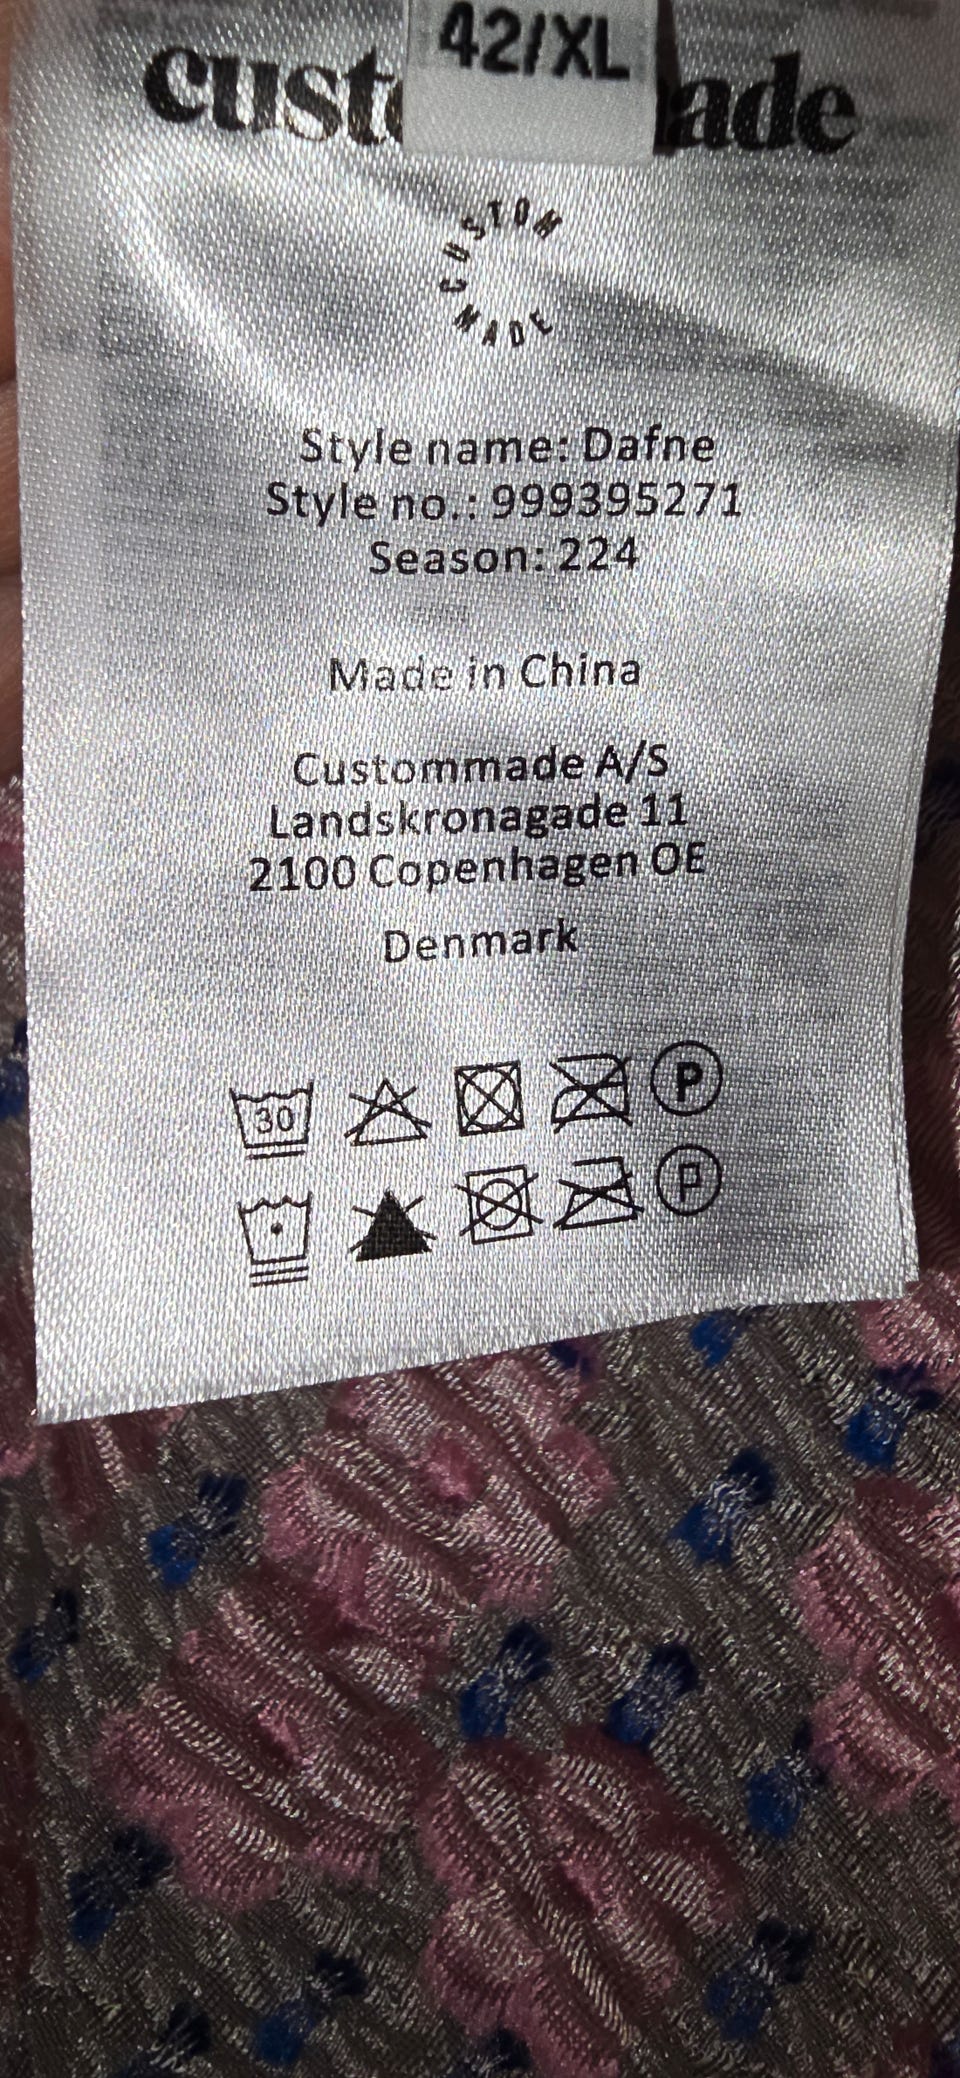 42/XL
cust ade
CUSTOM
MADE
Style name: Dafne
Style no.: 999395271
Season: 224
Made in China
Custommade A/S
Landskronagade 11
2100 Copenhagen OE
Denmark
30 P
P